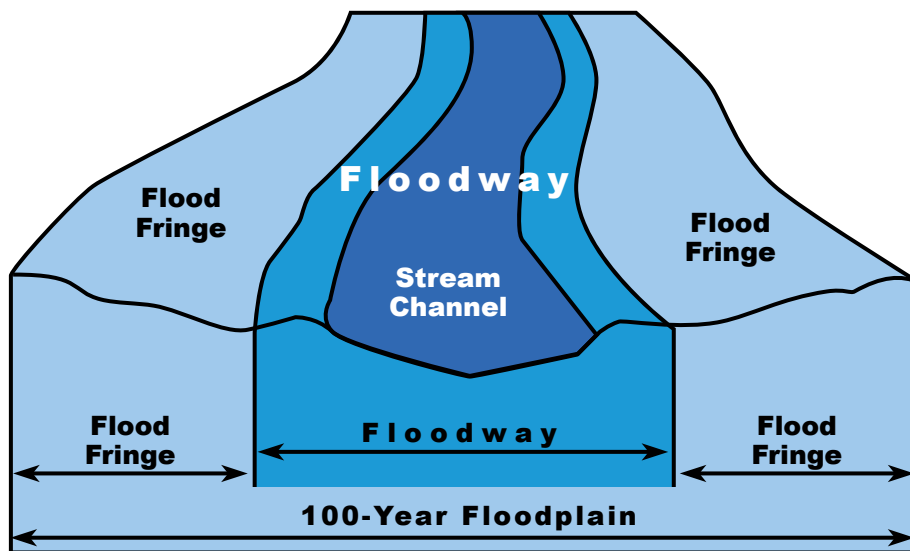 Floodway
Flood
Fringe
Flood
Fringe
Stream
Channel
Flood
Fringe
Floodway
Flood
Fringe
100-Year Floodplain